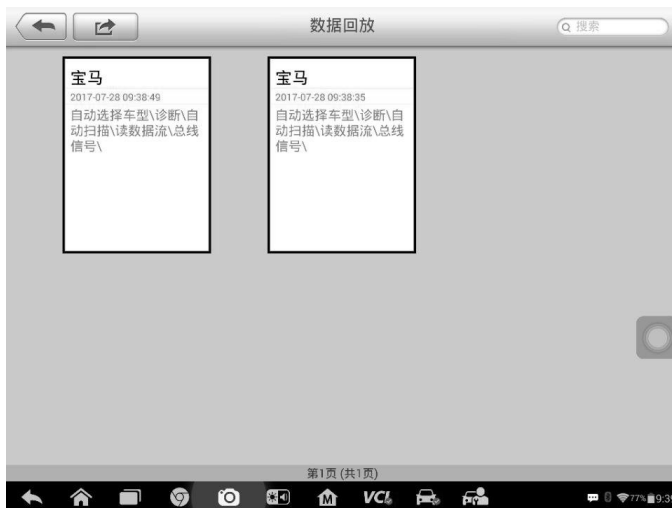 数据回放
搜索
宝马
2017-07-28 09:38:49
自动选择车型\诊断\自
动扫描\读数据流\总线
信号\
宝马
2017-07-28 09:38:35
自动选择车型\诊断\自
动扫描\读数据流\总线
信号\
第1页 (共1页)
M
VCI
77%
9:39